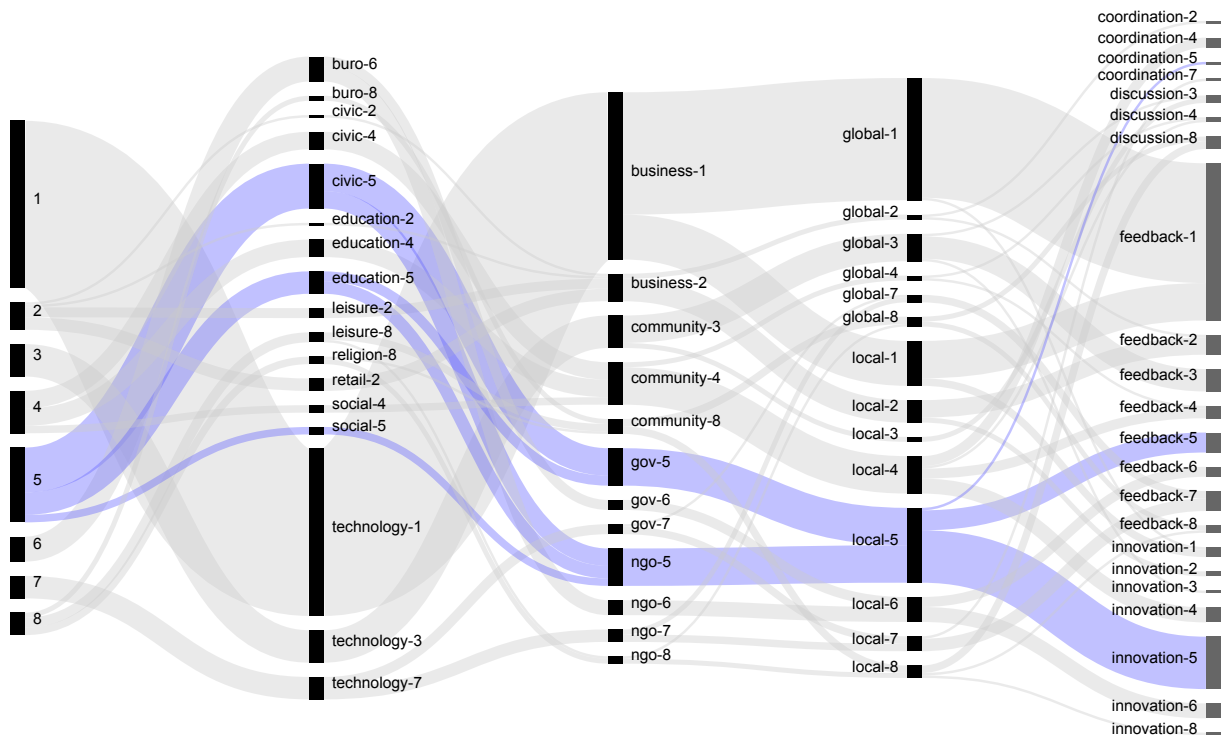 1
2
3
4
5
6
7
8
buro-6
buro-8
civic-2
civic-4
civic-5
education-2
education-4
education-5
leisure-2
leisure-8
religion-8
retail-2
social-4
social-5
technology-1
technology-3
technology-7
business-1
business-2
community-3
community-4
community-8
gov-5
gov-6
gov-7
ngo-5
ngo-6
ngo-7
ngo-8
global-1
global-2
global-3
global-4
global-7
global-8
local-1
local-2
local-3
local-4
local-5
local-6
local-7
local-8
coordination-2
coordination-4
coordination-5
coordination-7
discussion-3
discussion-4
discussion-8
feedback-1
feedback-2
feedback-3
feedback-4
feedback-5
feedback-6
feedback-7
feedback-8
innovation-1
innovation-2
innovation-3
innovation-4
innovation-5
innovation-6
innovation-8